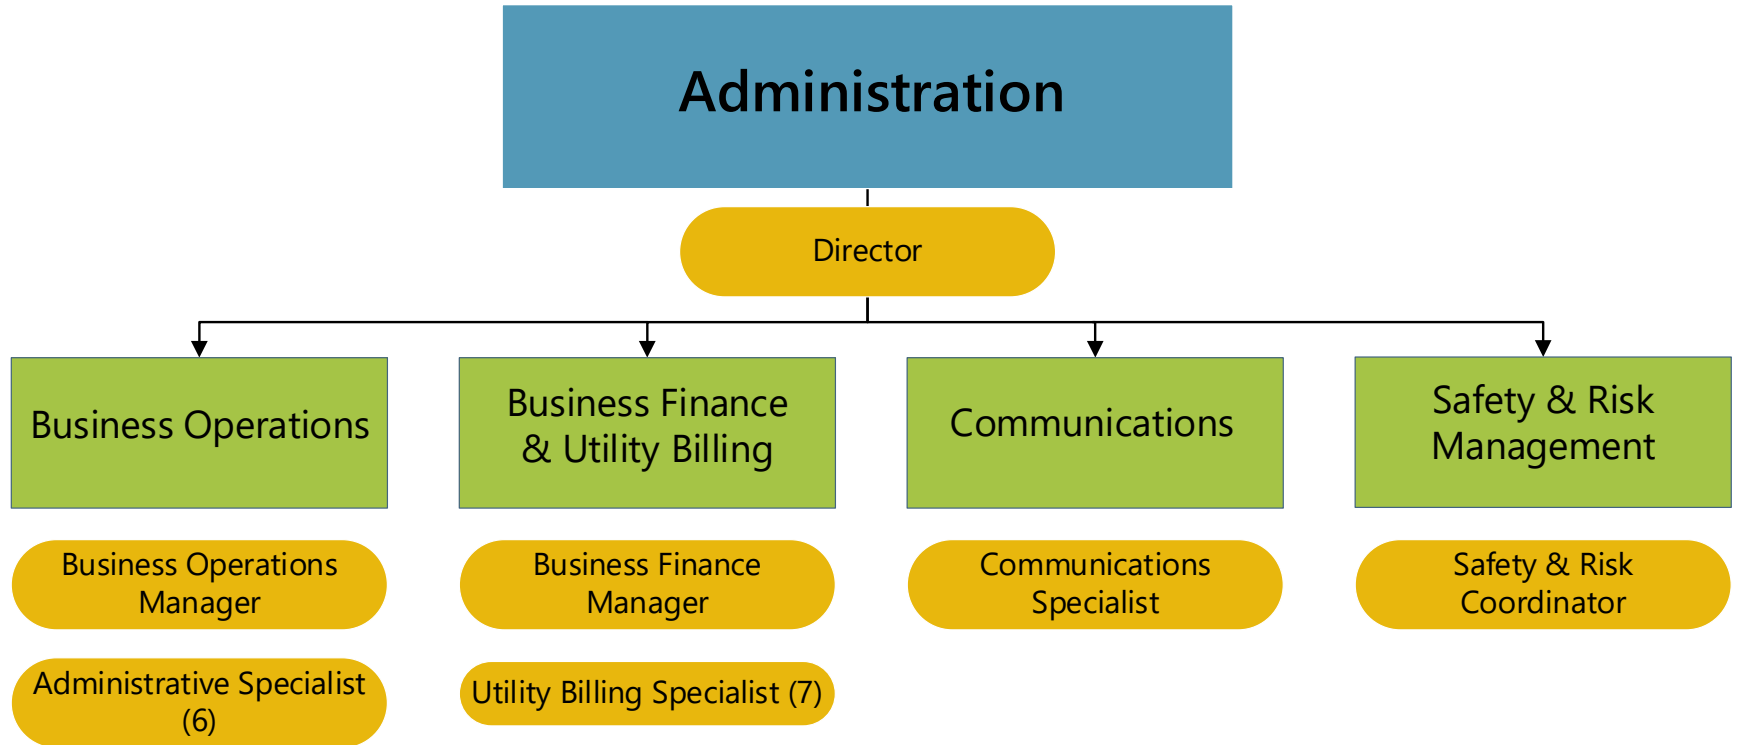 Administration
Director
Business Operations
Business Finance
& Utility Billing
Communications
Safety & Risk
Management
Business Operations
Manager
Business Finance
Manager
Communications
Specialist
Safety & Risk
Coordinator
Administrative Specialist
(6)
Utility Billing Specialist (7)